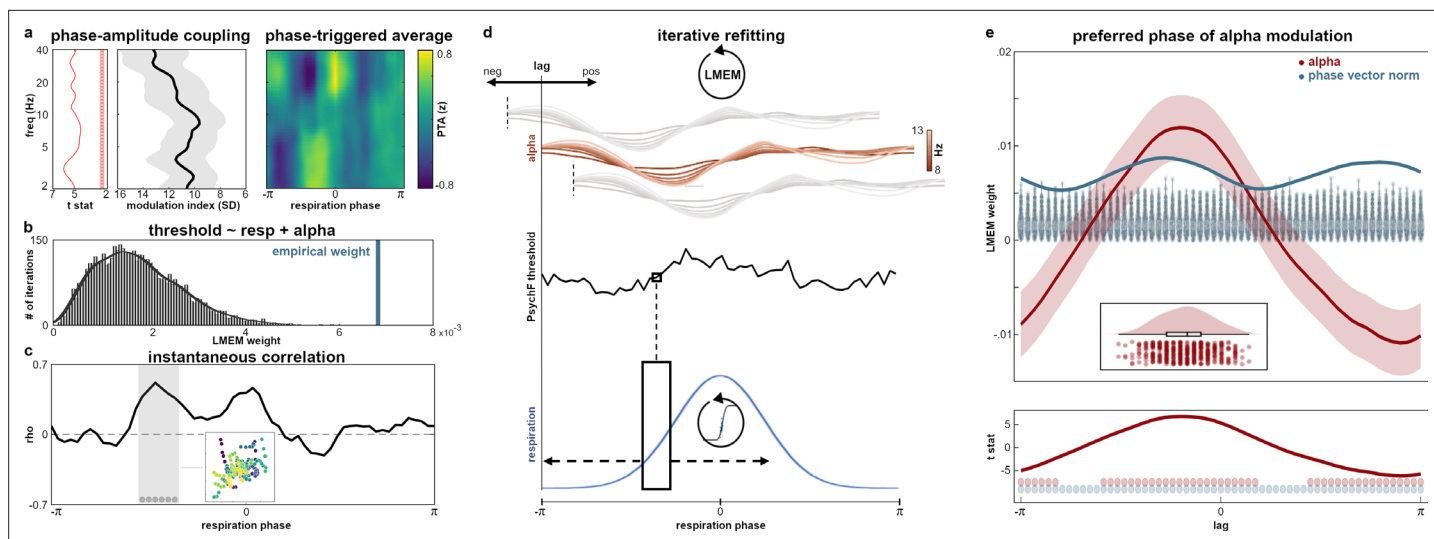 a
phase-amplitude coupling
phase-triggered average
40
30
20
10
5
2
freq (Hz)
7 5 2
t stat
16 14 12 10 8 6
modulation index (SD)
0.8
PTA (z)
-0.8
-π 0 π
respiration phase
b
threshold ~ resp + alpha
150
# of iterations
0
empirical weight
0 2 4 6 8 x10⁻³
LMEM weight
c
instantaneous correlation
0.7
rho
0
-0.7
-π π
respiration phase
d
iterative refitting
lag
neg pos
LMEM
alpha
13
Hz
8
PsychF threshold
respiration
-π 0 π
respiration phase
e
preferred phase of alpha modulation
.020
alpha
phase vector norm
.010
LMEM weight
0
-.010
5
0
-5
t stat
-π 0 π
lag